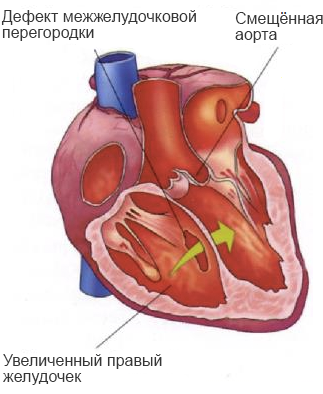 Дефект межжелудочковой
перегородки
Смещённая
аорта
Увеличенный правый
желудочек